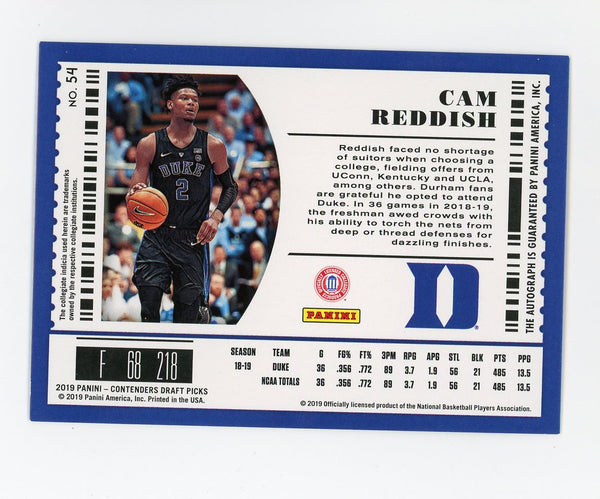 NO. 54
The collegiate indicia used herein are trademarks
owned by the respective collegiate institutions.
DUKE
2
CAM
REDDISH
Reddish faced no shortage
of suitors when choosing a
college, fielding offers from
UConn, Kentucky and UCLA,
among others. Durham fans
are grateful he opted to attend
Duke. In 36 games in 2018-19,
the freshman awed crowds with
his ability to torch the nets from
deep or thread defenses for
dazzling finishes.
THE AUTOGRAPH IS GUARANTEED BY PANINI AMERICA, INC.
PANINI
D
F 68 218
SEASON TEAM G FG% FT% 3PM RPG APG STL BLK PTS PPG
18-19 DUKE 36 .356 .772 89 3.7 1.9 56 21 485 13.5
NCAA TOTALS 36 .356 .772 89 3.7 1.9 56 21 485 13.5
2019 PANINI – CONTENDERS DRAFT PICKS
© 2019 Panini America, Inc. Printed in the USA.
© 2019 Officially licensed product of the National Basketball Players Association.